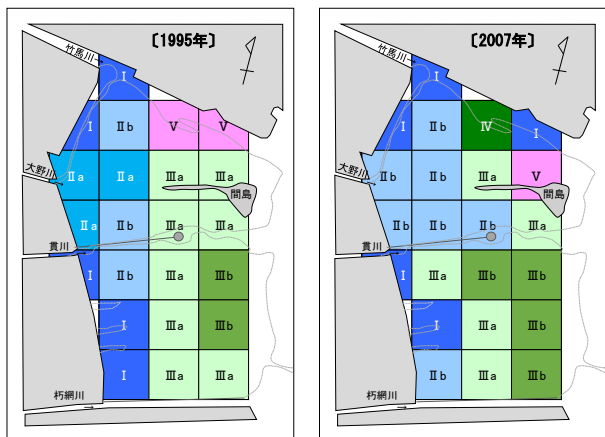 〔1995年〕
竹馬川
Ⅰ
Ⅰ Ⅱb Ⅴ Ⅴ
大野川
Ⅱa Ⅱa Ⅲa Ⅲa
間島
Ⅱa Ⅱb Ⅲa Ⅲa
貫川
Ⅰ Ⅱb Ⅲa Ⅲb
Ⅰ Ⅲa Ⅲb
Ⅰ Ⅲa Ⅲa
朽網川
〔2007年〕
竹馬川
Ⅰ
Ⅰ Ⅱb Ⅳ Ⅰ
大野川
Ⅱb Ⅱb Ⅲa Ⅴ
間島
Ⅱb Ⅱb Ⅱb Ⅲa
貫川
Ⅰ Ⅲa Ⅲb Ⅲb
Ⅰ Ⅲa Ⅲb
Ⅱb Ⅲa Ⅲb
朽網川